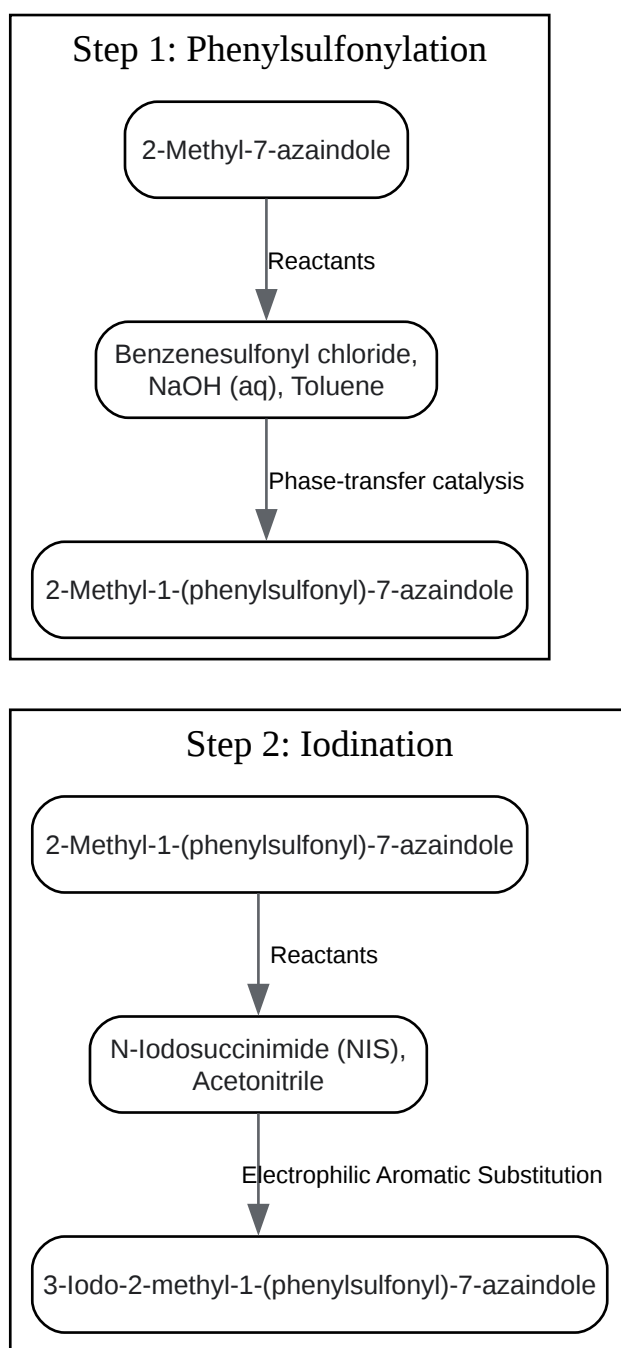 Step 1: Phenylsulfonylation
2-Methyl-7-azaindole
Reactants
Benzenesulfonyl chloride,
NaOH (aq), Toluene
Phase-transfer catalysis
2-Methyl-1-(phenylsulfonyl)-7-azaindole
Step 2: Iodination
2-Methyl-1-(phenylsulfonyl)-7-azaindole
Reactants
N-Iodosuccinimide (NIS),
Acetonitrile
Electrophilic Aromatic Substitution
3-Iodo-2-methyl-1-(phenylsulfonyl)-7-azaindole